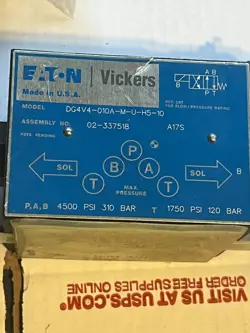 EATON Vickers
Made in U.S.A.
A B
P T
MODEL DG4V4-010A-M-U-H5-10
ASSEMBLY NO. 02-337518 A17S
P
SOL B A SOL B
T T
MAX.
PRESSURE
P,A,B 4500 PSI 310 BAR T 1750 PSI 120 BAR
VISIT US AT USPS.COM®
ORDER FREE SUPPLIES ONLINE